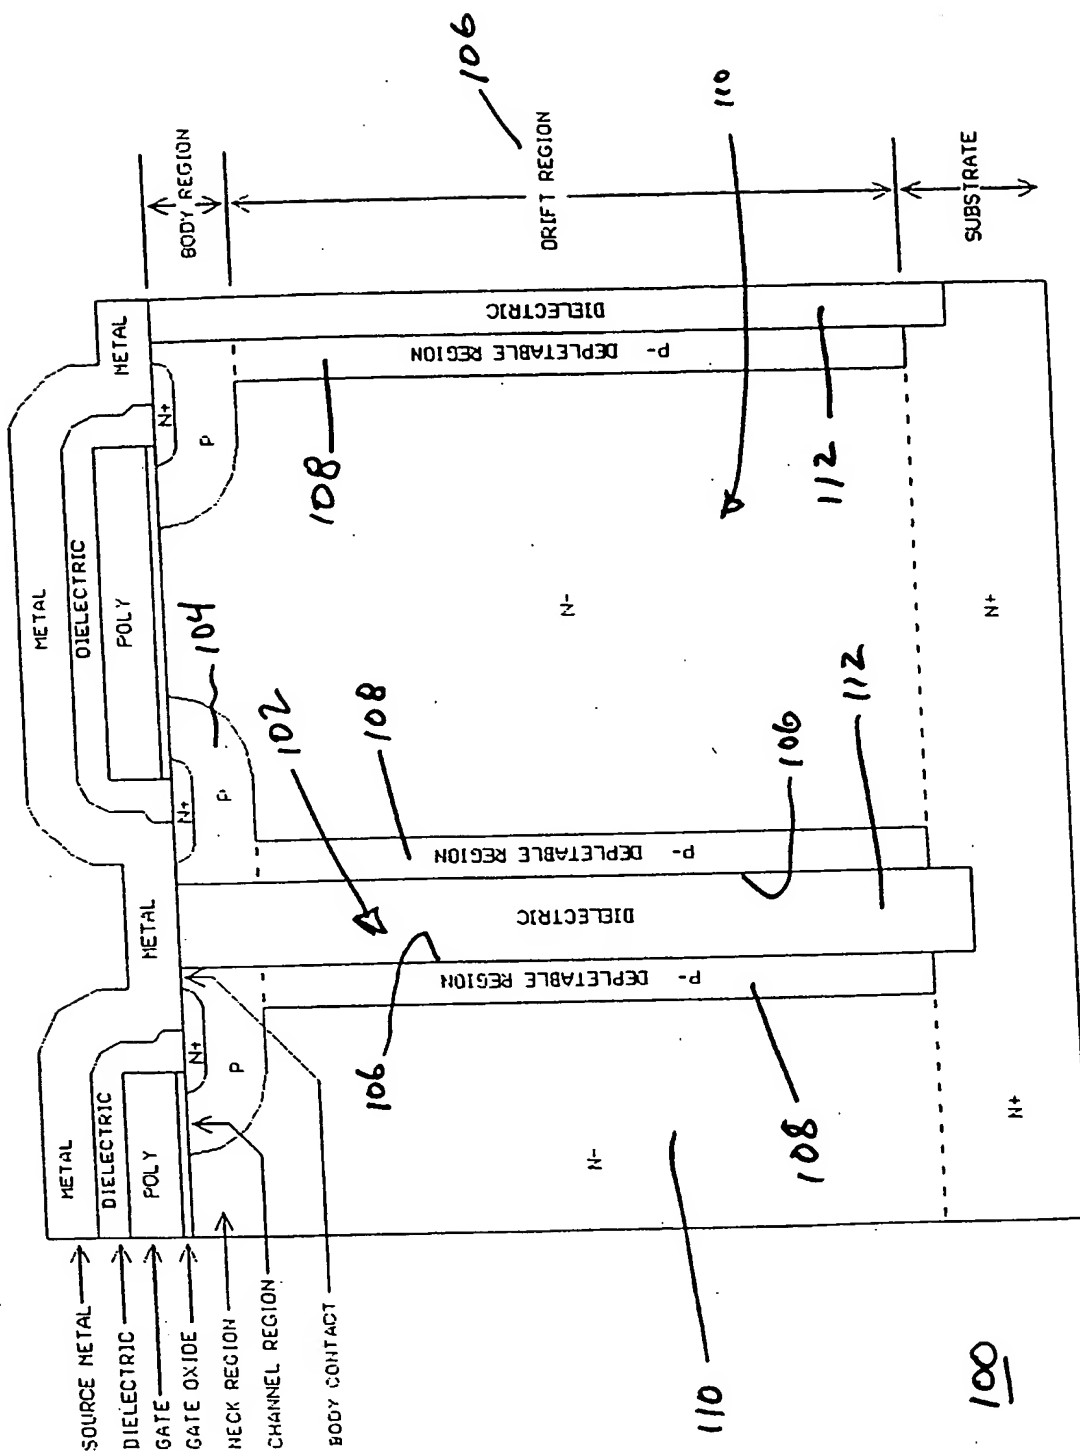 SOURCE METAL
DIELECTRIC
GATE
GATE OXIDE
NECK REGION
CHANNEL REGION
BODY CONTACT
METAL
DIELECTRIC
POLY
N+
P
METAL
METAL
DIELECTRIC
POLY
N+
P
104
N+
P
METAL
BODY REGION
DRIFT REGION
106
SUBSTRATE
110
102
108
108
P- DEPLETABLE REGION
DIELECTRIC
P- DEPLETABLE REGION
P- DEPLETABLE REGION
DIELECTRIC
106
106
N-
N-
108
112
112
110
N+
N+
100